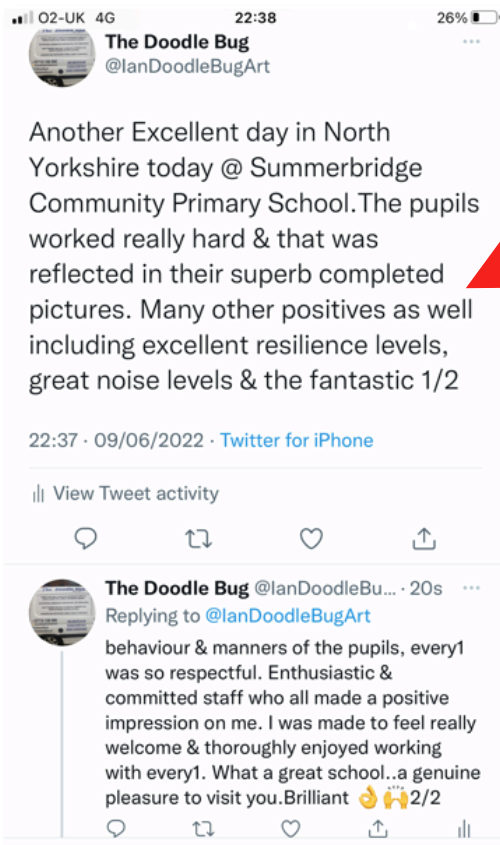 O2-UK 4G 22:38 26%
The Doodle Bug
@IanDoodleBugArt
Another Excellent day in North
Yorkshire today @ Summerbridge
Community Primary School.The pupils
worked really hard & that was
reflected in their superb completed
pictures. Many other positives as well
including excellent resilience levels,
great noise levels & the fantastic 1/2
22:37 · 09/06/2022 · Twitter for iPhone
View Tweet activity
The Doodle Bug @IanDoodleBu... · 20s
Replying to @IanDoodleBugArt
behaviour & manners of the pupils, every1
was so respectful. Enthusiastic &
committed staff who all made a positive
impression on me. I was made to feel really
welcome & thoroughly enjoyed working
with every1. What a great school..a genuine
pleasure to visit you.Brilliant 👌 🙌2/2